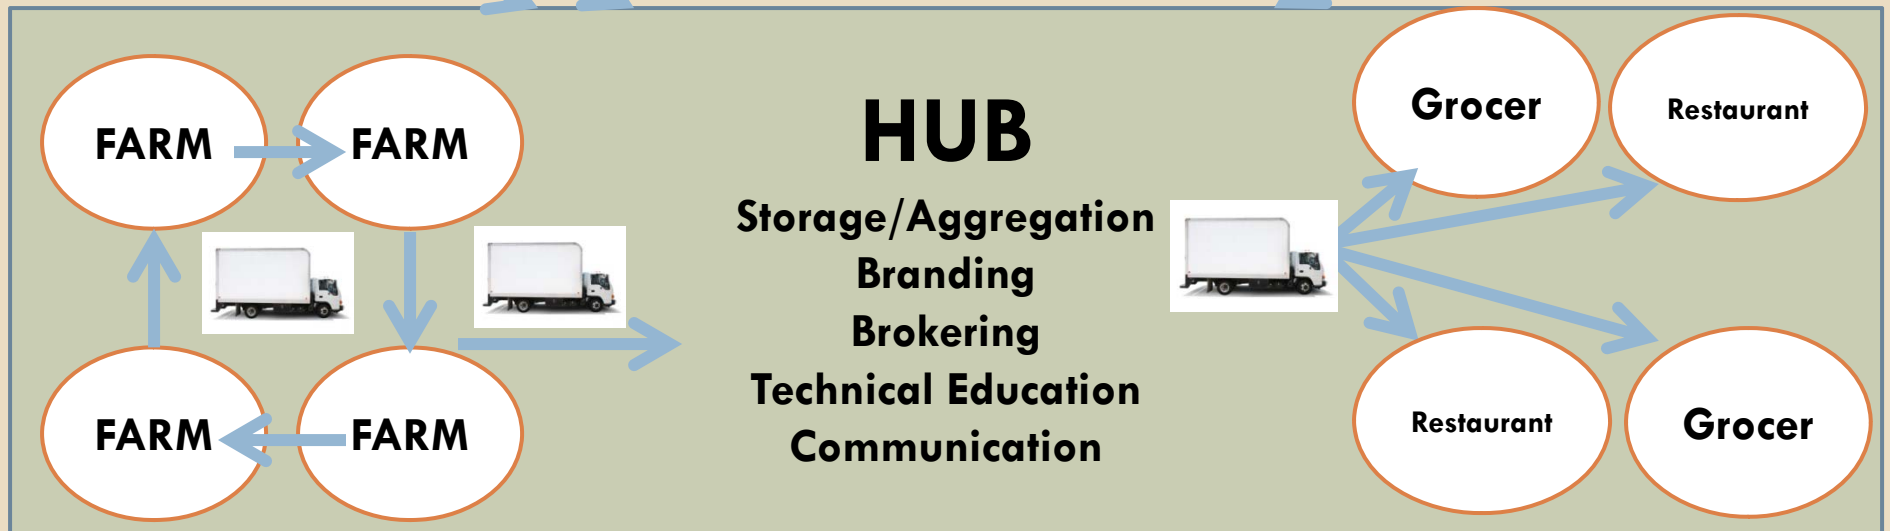 FARM
FARM
FARM
FARM
HUB
Storage/Aggregation
Branding
Brokering
Technical Education
Communication
Grocer
Restaurant
Restaurant
Grocer